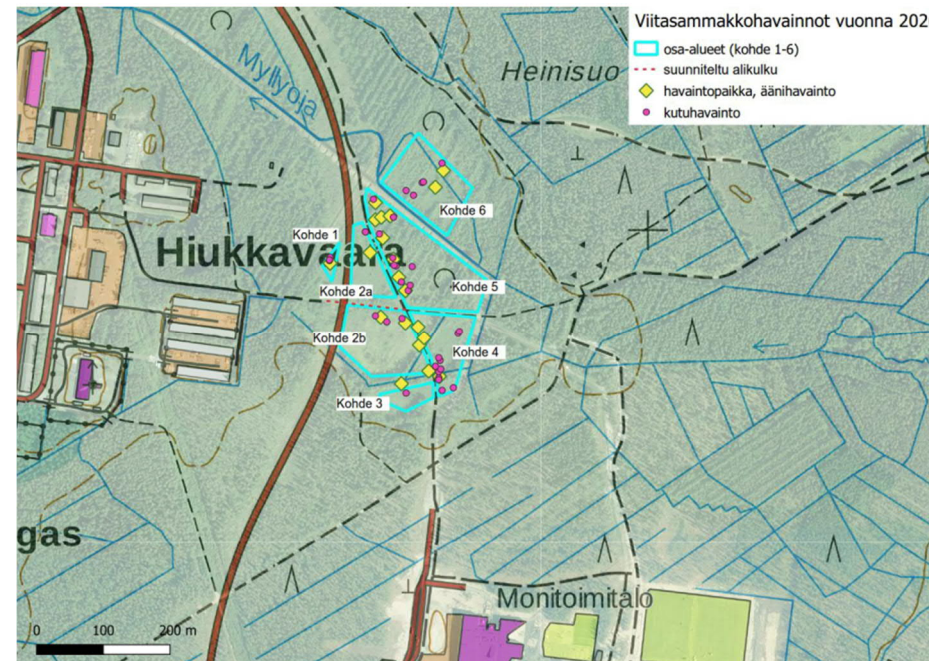 Viitasammakkohavainnot vuonna 202
osa-alueet (kohde 1-6)
suunniteltu alikulku
havaintopaikka, äänihavainto
kutuhavainto
Myllyoja
Heinisuo
Kohde 6
Kohde 1
Hiukkavaara
Kohde 2a
Kohde 5
Kohde 2b
Kohde 4
Kohde 3
gas
Monitoimitalo
0 100 200 m